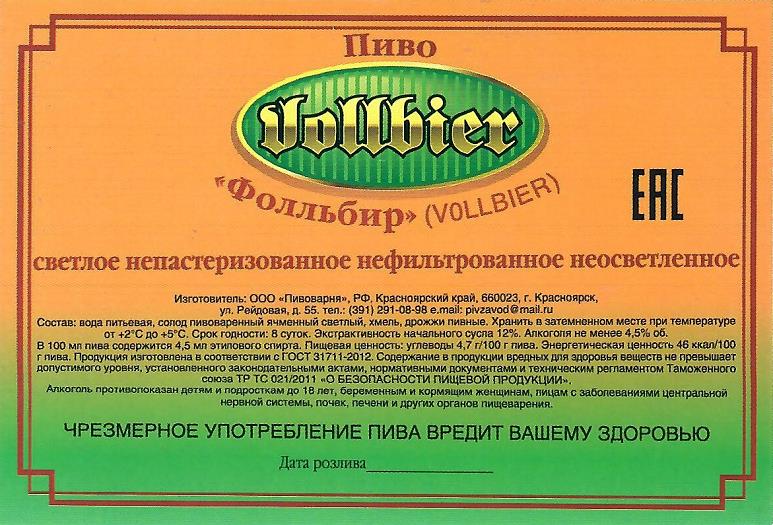 Пиво
Vollbier
«Фолльбир» (VOLLBIER)
EAC
светлое непастеризованное нефильтрованное неосветленное
Изготовитель: ООО «Пивоварня», РФ, Красноярский край, 660023, г. Красноярск,
ул. Рейдовая, д. 55. тел.: (391) 291-08-98 e.mail: pivzavod@mail.ru
Состав: вода питьевая, солод пивоваренный ячменный светлый, хмель, дрожжи пивные. Хранить в затемненном месте при температуре
от +2°С до +5°С. Срок годности: 8 суток. Экстрактивность начального сусла 12%. Алкоголя не менее 4,5% об.
В 100 мл пива содержится 4,5 мл этилового спирта. Пищевая ценность: углеводы 4,7 г/100 г пива. Энергетическая ценность 46 ккал/100
г пива. Продукция изготовлена в соответствии с ГОСТ 31711-2012. Содержание в продукции вредных для здоровья веществ не превышает
допустимого уровня, установленного законодательными актами, нормативными документами и техническим регламентом Таможенного
союза ТР ТС 021/2011 «О БЕЗОПАСНОСТИ ПИЩЕВОЙ ПРОДУКЦИИ».
Алкоголь противопоказан детям и подросткам до 18 лет, беременным и кормящим женщинам, лицам с заболеваниями центральной
нервной системы, почек, печени и других органов пищеварения.
ЧРЕЗМЕРНОЕ УПОТРЕБЛЕНИЕ ПИВА ВРЕДИТ ВАШЕМУ ЗДОРОВЬЮ
Дата розлива_________________